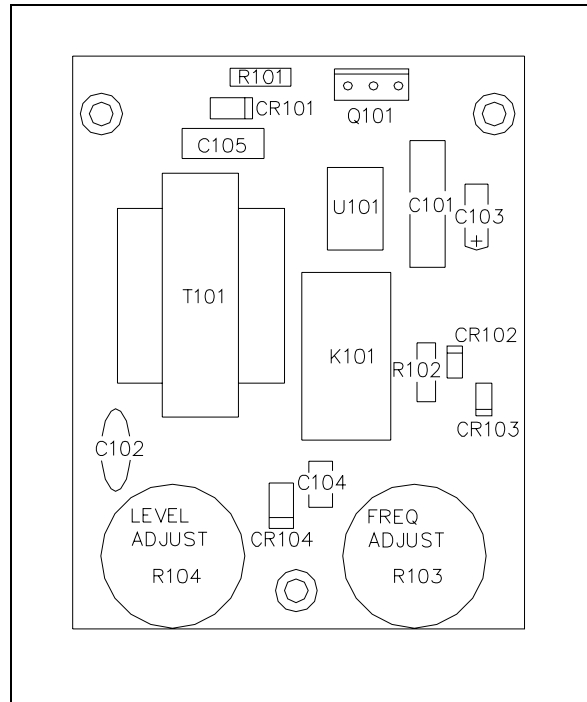 R101
CR101
Q101
C105
U101
C101
C103
T101
K101
CR102
R102
CR103
C102
C104
LEVEL
ADJUST
R104
CR104
FREQ
ADJUST
R103